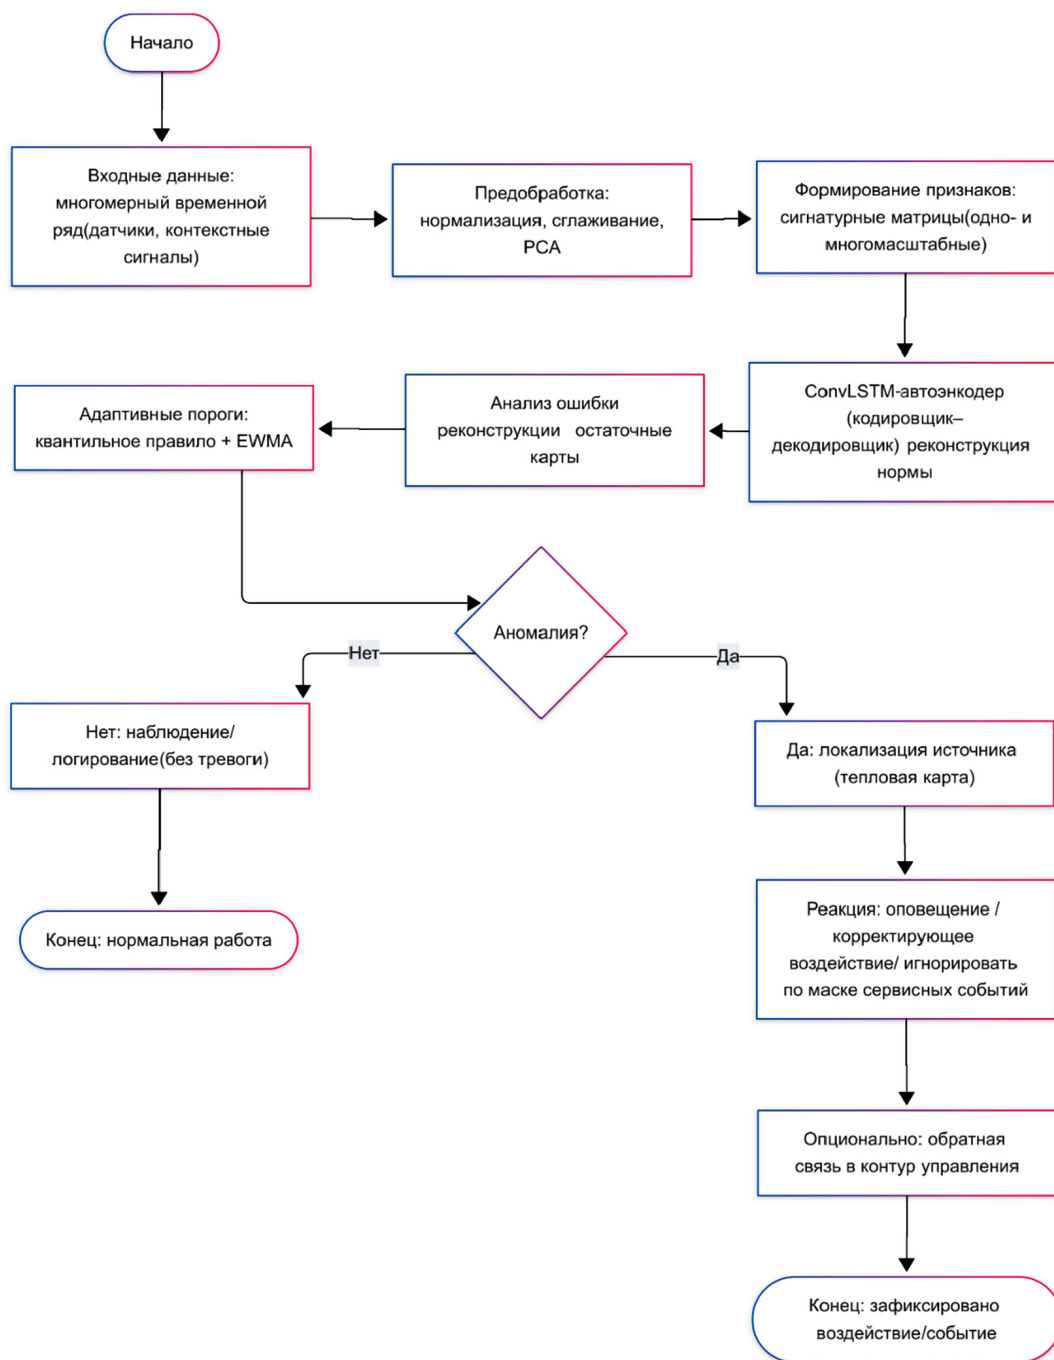 Начало
Входные данные:
многомерный временной
ряд(датчики, контекстные
сигналы)
Предобработка:
нормализация, сглаживание,
PCA
Формирование признаков:
сигнатурные матрицы(одно- и
многомасштабные)
ConvLSTM-автоэнкодер
(кодировщик–
декодировщик) реконструкция
нормы
Анализ ошибки
реконструкции остаточные
карты
Адаптивные пороги:
квантильное правило + EWMA
Аномалия?
Нет
Да
Нет: наблюдение/
логирование(без тревоги)
Конец: нормальная работа
Да: локализация источника
(тепловая карта)
Реакция: оповещение /
корректирующее
воздействие/ игнорировать
по маске сервисных событий
Опционально: обратная
связь в контур управления
Конец: зафиксировано
воздействие/событие